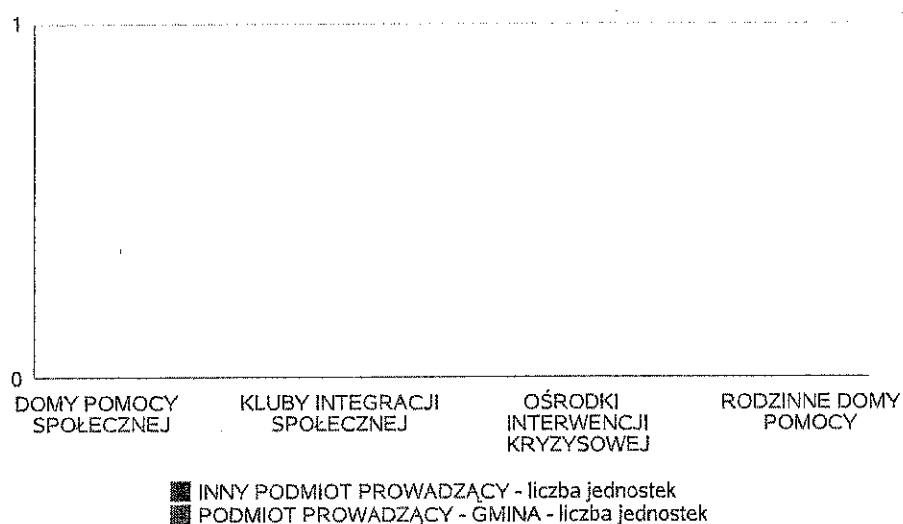 1
0
DOMY POMOCY SPOŁECZNEJ
KLUBY INTEGRACJI SPOŁECZNEJ
OŚRODKI INTERWENCJI KRYZYSOWEJ
RODZINNE DOMY POMOCY
INNY PODMIOT PROWADZĄCY - liczba jednostek
PODMIOT PROWADZĄCY - GMINA - liczba jednostek